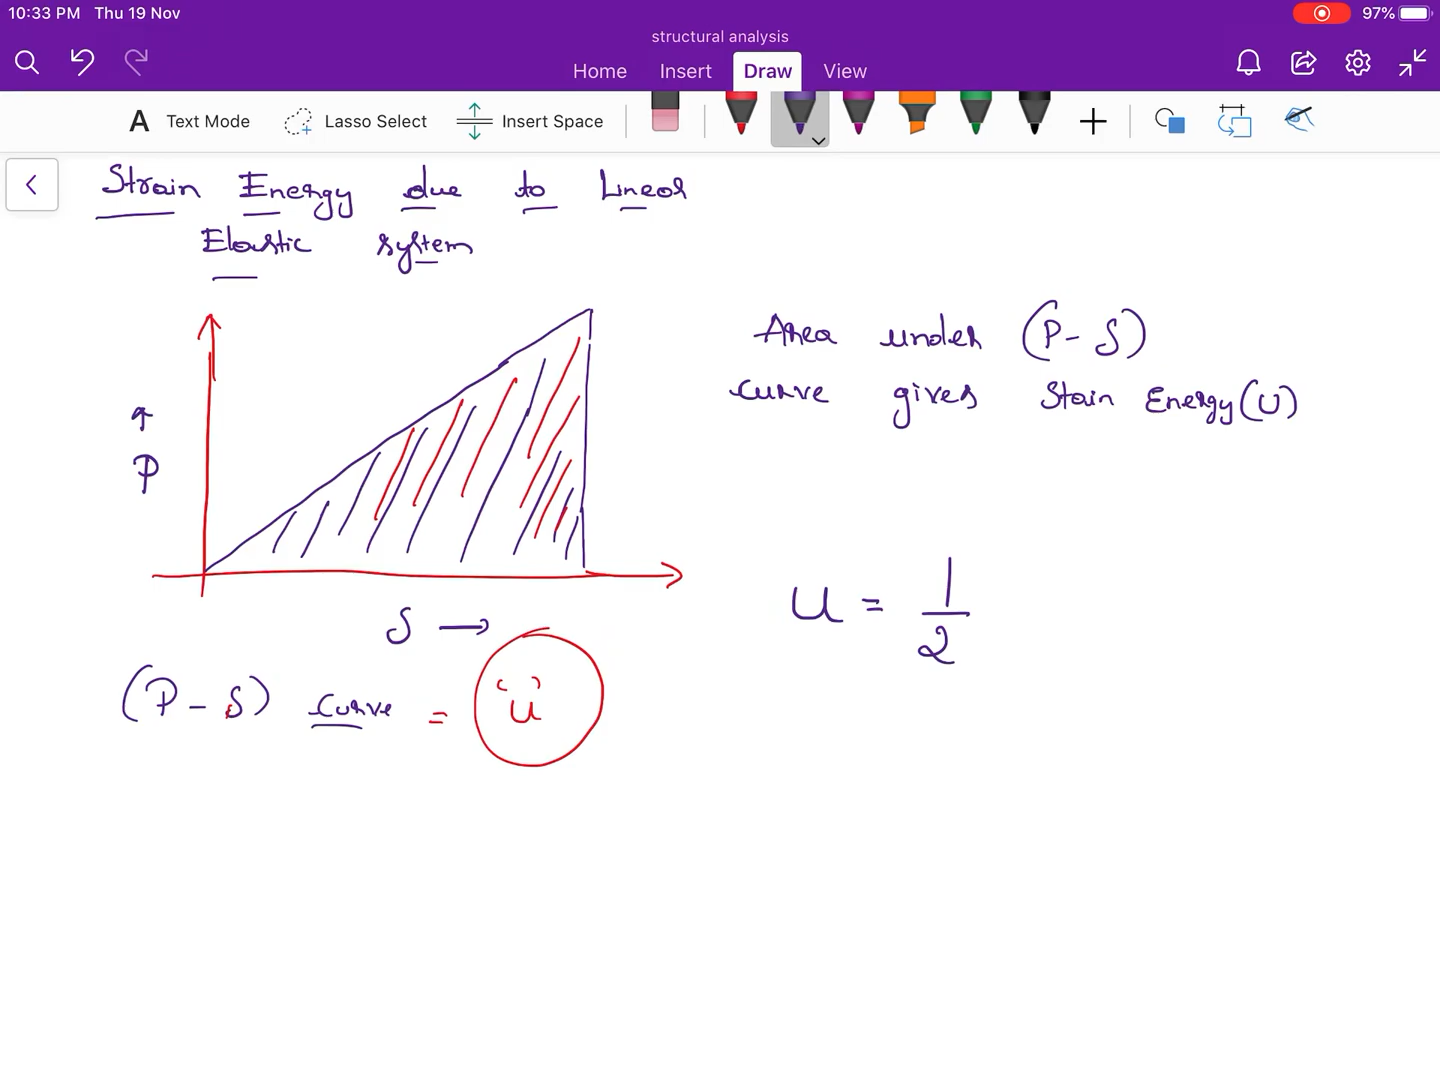 10:33 PM Thu 19 Nov
97%
structural analysis
Home Insert Draw View
A Text Mode Lasso Select Insert Space
Strain Energy due to Linear
Elastic system
P
δ →
(P - δ) curve = 'u'
Area under (P - δ)
curve gives Stain Energy (U)
U = 1/2